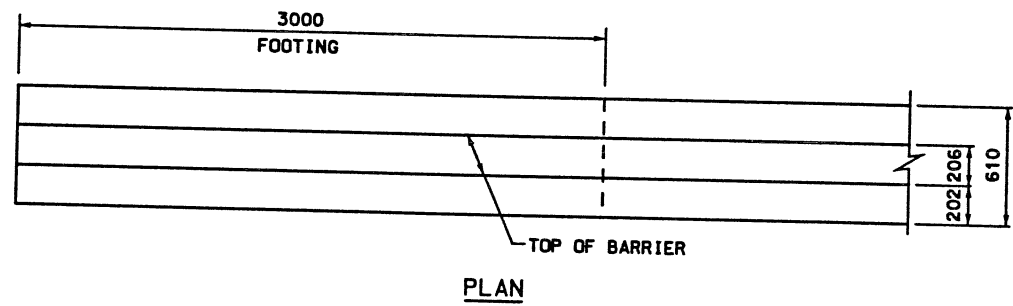 3000
FOOTING
206
610
202
TOP OF BARRIER
PLAN